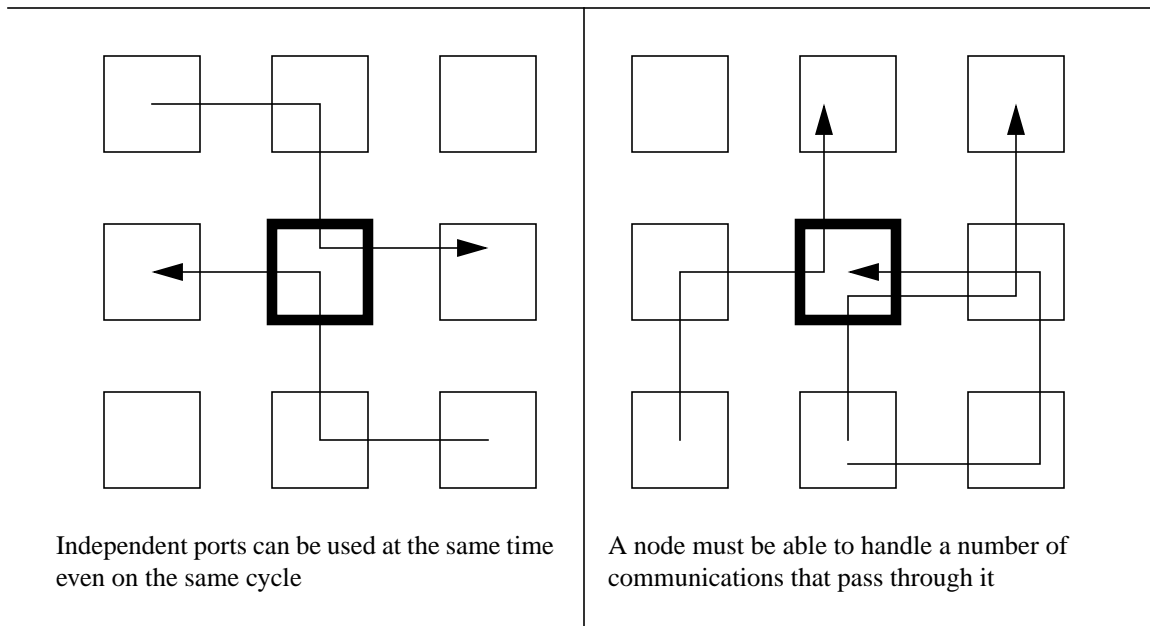 Independent ports can be used at the same time
even on the same cycle
A node must be able to handle a number of
communications that pass through it